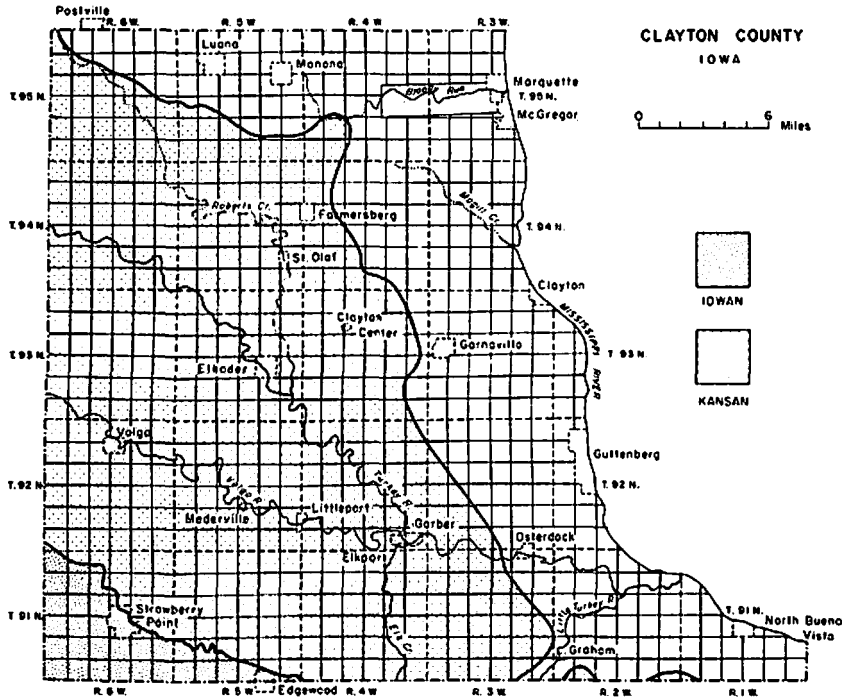 Postville
R. 6 W.
R. 5 W.
R. 4 W.
R. 3 W.
CLAYTON COUNTY
IOWA
Luana
Monona
T. 95 N.
Bloody Run
Marquette
T. 95 N.
McGregor
0
6
Miles
Roberts Cr.
Farmersberg
Magill Cr.
T. 94 N.
T. 94 N.
St. Olaf
Clayton
MISSISSIPPI RIVER
IOWAN
Clayton
Center
Garnavillo
T. 93 N.
T. 93 N.
Elkader
KANSAN
Volga
Guttenberg
T. 92 N.
T. 92 N.
Volga R.
Turkey R.
Littleport
Mederville
Garber
Elkport
Osterdock
T. 91 N.
Strawberry
Point
Elk Cr.
Little Turkey R.
T. 91 N.
North Buena
Vista
Graham
R. 6 W.
R. 5 W.
Edgewood
R. 4 W.
R. 3 W.
R. 2 W.
R. 1 W.